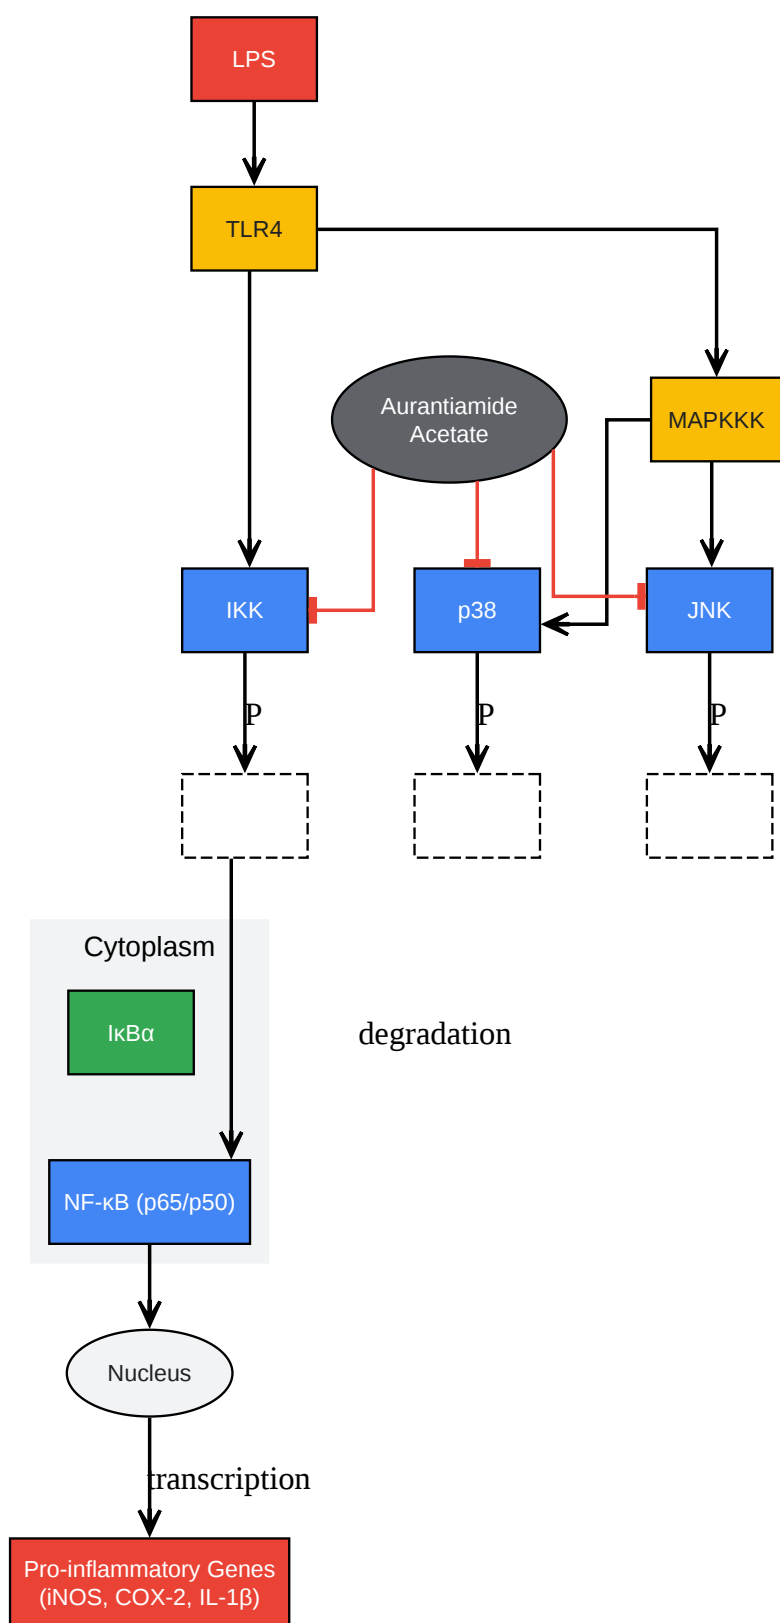 LPS
TLR4
Aurantiamide
Acetate
MAPKKK
IKK
p38
JNK
P
P
P
Cytoplasm
IκBα
degradation
NF-κB (p65/p50)
Nucleus
transcription
Pro-inflammatory Genes
(iNOS, COX-2, IL-1β)